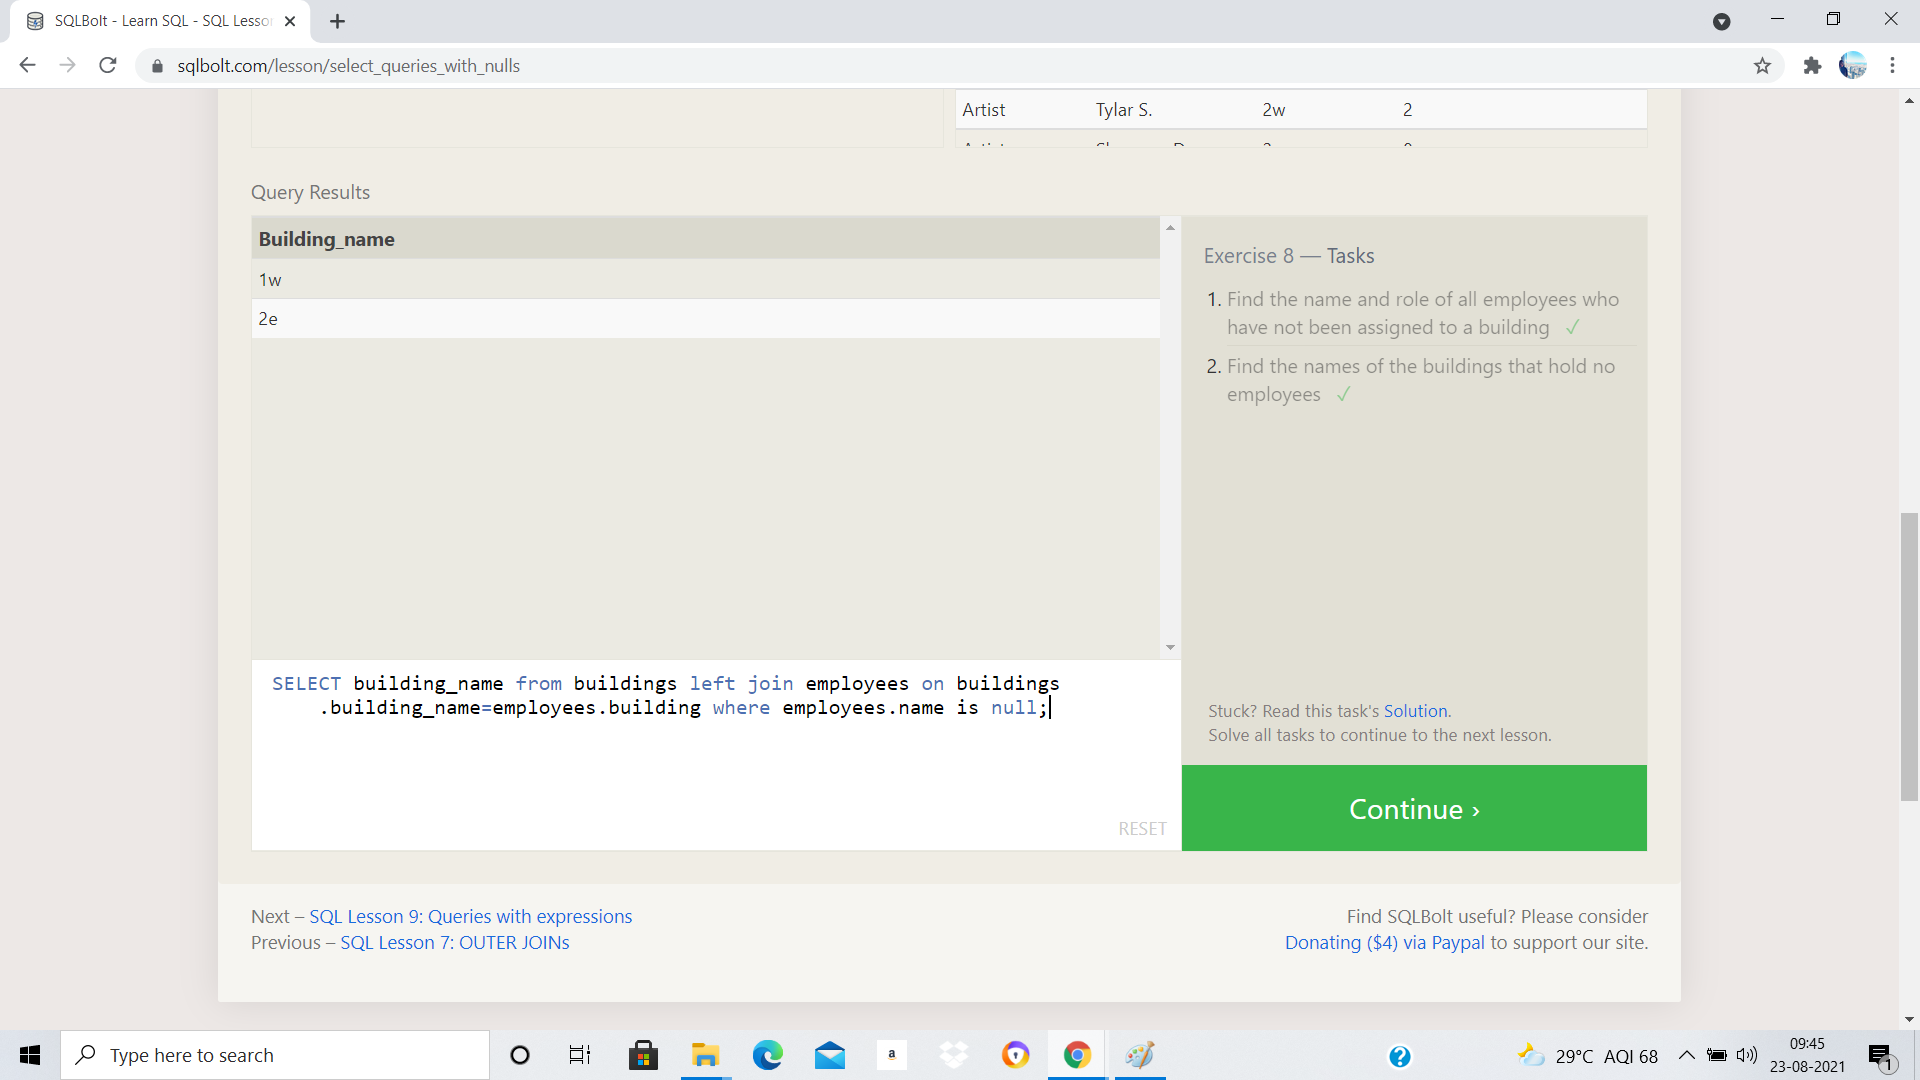 SQLBolt - Learn SQL - SQL Lesso
sqlbolt.com/lesson/select_queries_with_nulls
Artist Tylar S. 2w 2
Query Results
Building_name
1w
2e
Exercise 8 — Tasks
1. Find the name and role of all employees who
have not been assigned to a building ✓
2. Find the names of the buildings that hold no
employees ✓
SELECT building_name from buildings left join employees on buildings
.building_name=employees.building where employees.name is null;
RESET
Stuck? Read this task's Solution.
Solve all tasks to continue to the next lesson.
Continue ›
Next – SQL Lesson 9: Queries with expressions
Previous – SQL Lesson 7: OUTER JOINs
Find SQLBolt useful? Please consider
Donating ($4) via Paypal to support our site.
Type here to search
a
29°C AQI 68
09:45
23-08-2021
1